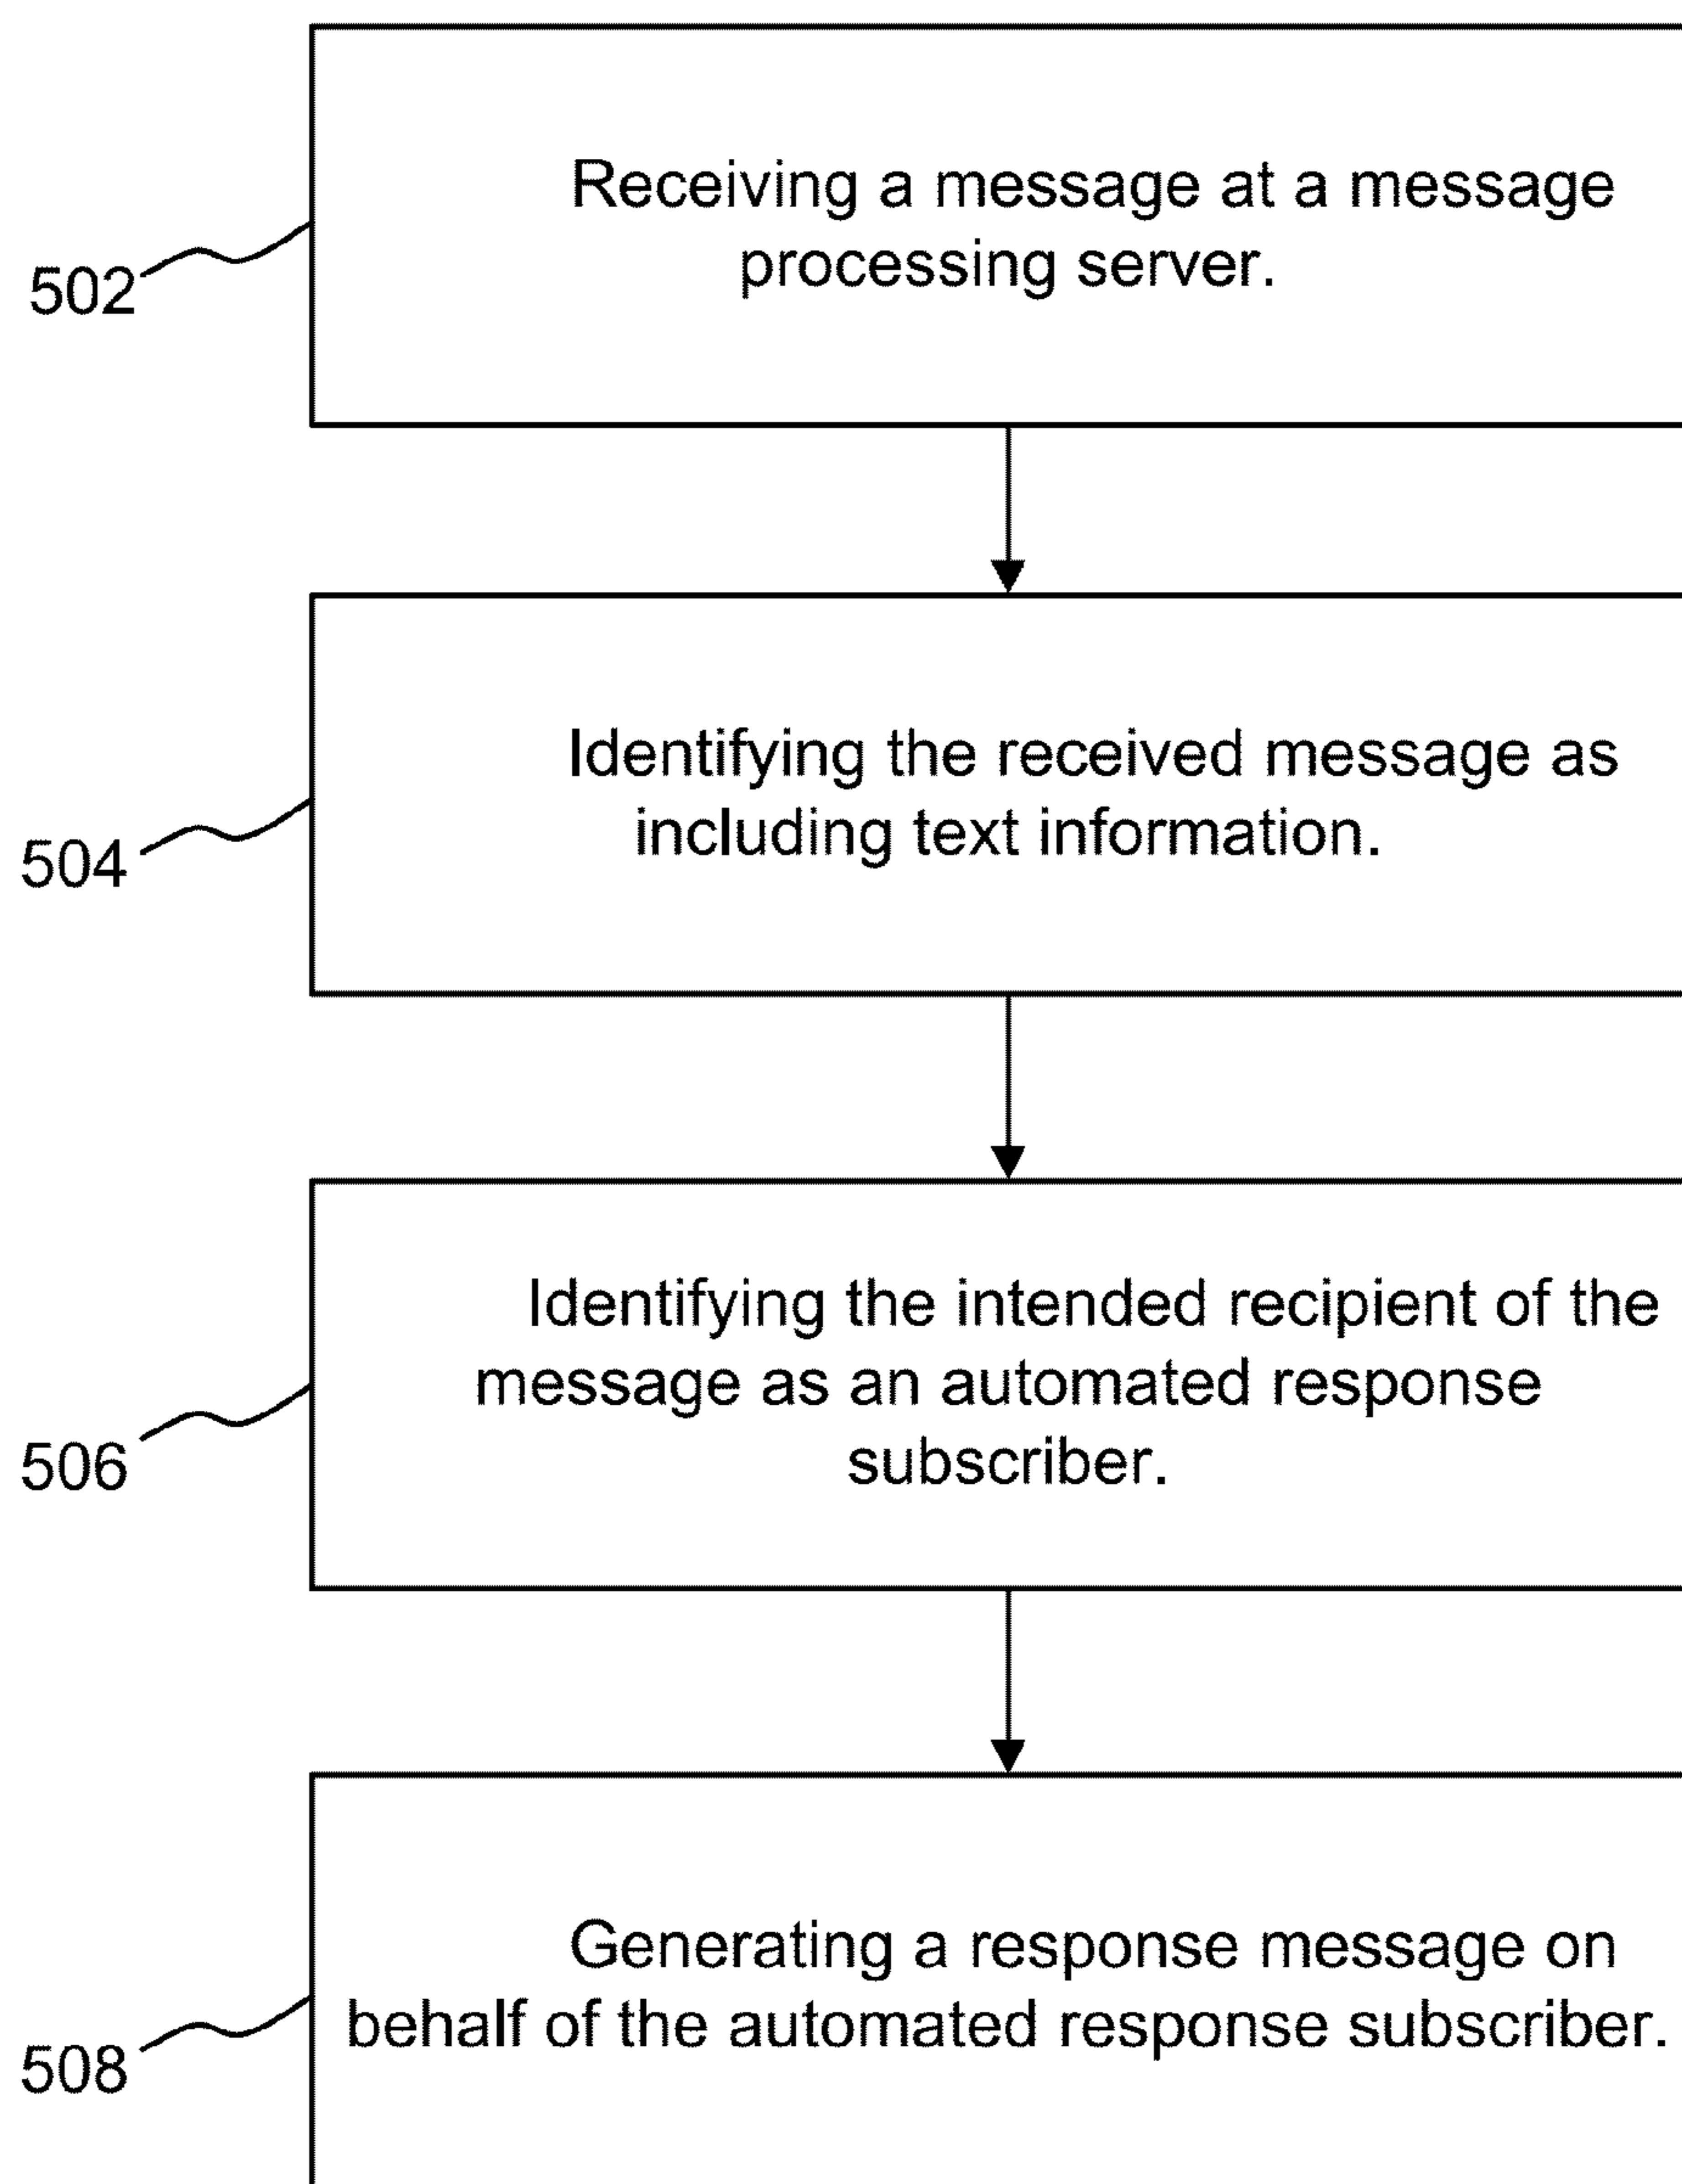 Receiving a message at a message
processing server.
502
Identifying the received message as
including text information.
504
Identifying the intended recipient of the
message as an automated response
subscriber.
506
Generating a response message on
behalf of the automated response subscriber.
508